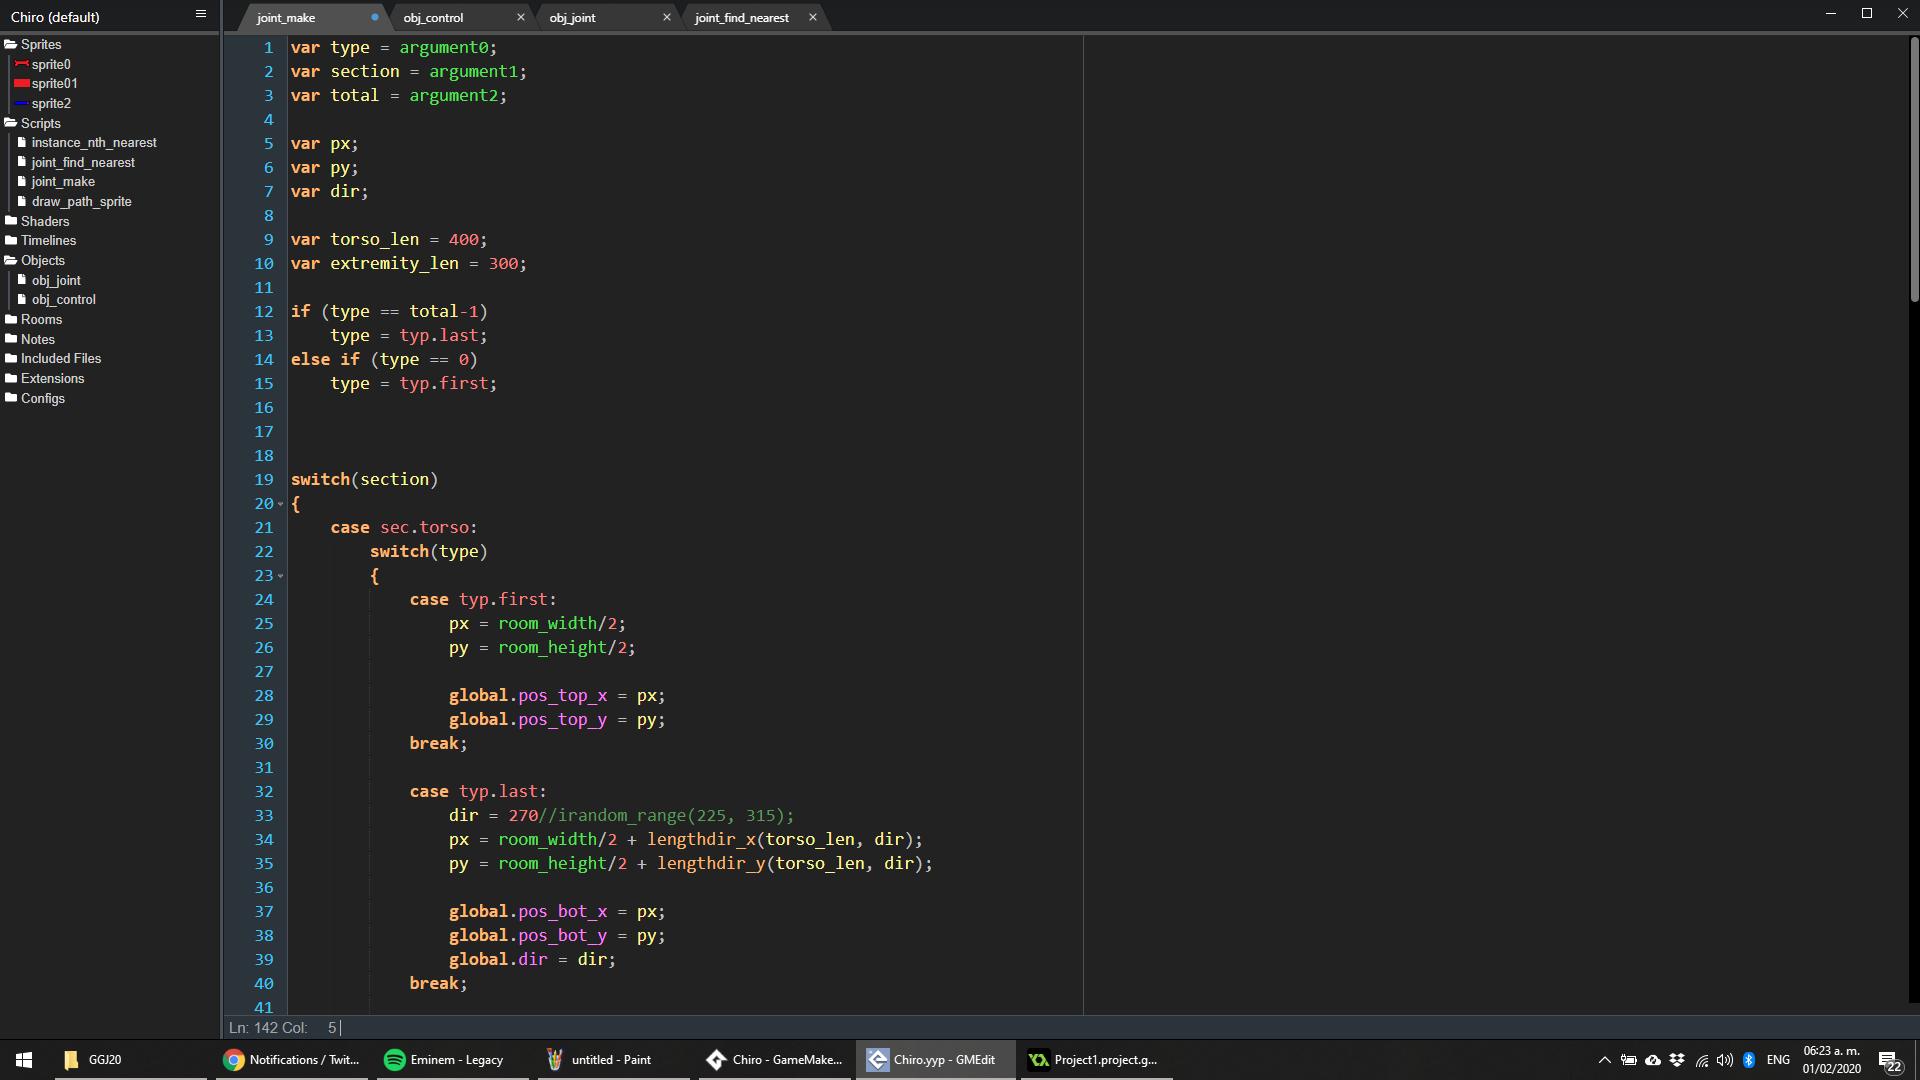 Chiro (default)
joint_make
obj_control
obj_joint
joint_find_nearest
Sprites
sprite0
sprite01
sprite2
Scripts
instance_nth_nearest
joint_find_nearest
joint_make
draw_path_sprite
Shaders
Timelines
Objects
obj_joint
obj_control
Rooms
Notes
Included Files
Extensions
Configs
1 var type = argument0;
2 var section = argument1;
3 var total = argument2;
4
5 var px;
6 var py;
7 var dir;
8
9 var torso_len = 400;
10 var extremity_len = 300;
11
12 if (type == total-1)
13 type = typ.last;
14 else if (type == 0)
15 type = typ.first;
16
17
18
19 switch(section)
20 {
21 case sec.torso:
22 switch(type)
23 {
24 case typ.first:
25 px = room_width/2;
26 py = room_height/2;
27
28 global.pos_top_x = px;
29 global.pos_top_y = py;
30 break;
31
32 case typ.last:
33 dir = 270//irandom_range(225, 315);
34 px = room_width/2 + lengthdir_x(torso_len, dir);
35 py = room_height/2 + lengthdir_y(torso_len, dir);
36
37 global.pos_bot_x = px;
38 global.pos_bot_y = py;
39 global.dir = dir;
40 break;
41
Ln: 142 Col: 5
GGJ20
Notifications / Twit...
Eminem - Legacy
untitled - Paint
Chiro - GameMake...
Chiro.yyp - GMEdit
Project1.project.g...
ENG
06:23 a. m.
01/02/2020
22